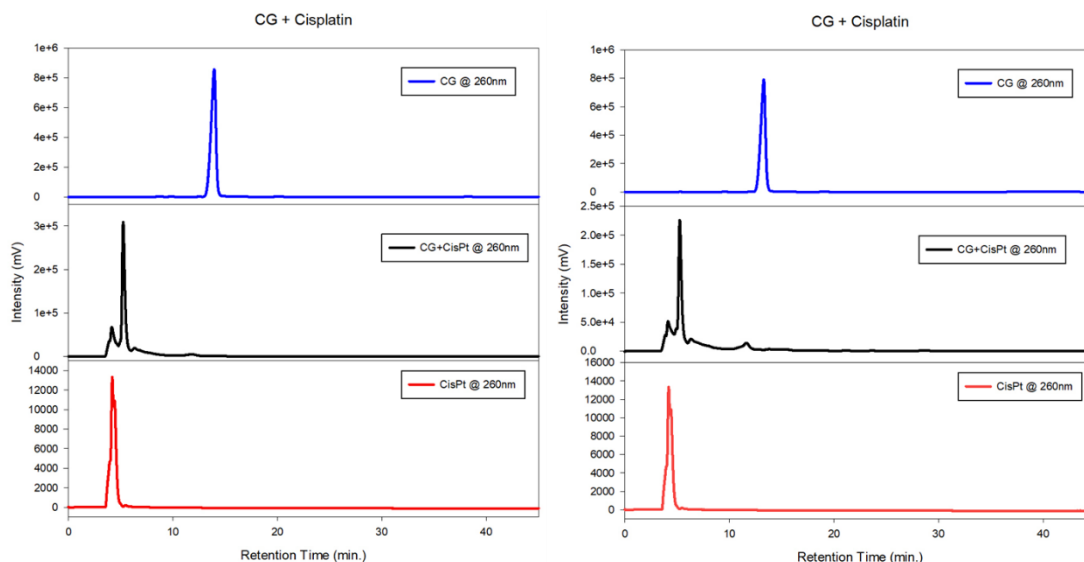 CG + Cisplatin
1e+6
8e+5
6e+5
4e+5
2e+5
0
CG @ 260nm
3e+5
2e+5
1e+5
0
CG+CisPt @ 260nm
Intensity (mV)
14000
12000
10000
8000
6000
4000
2000
0
CisPt @ 260nm
0 10 20 30 40
Retention Time (min.)
CG + Cisplatin
1e+6
8e+5
6e+5
4e+5
2e+5
0
CG @ 260nm
2.5e+5
2.0e+5
1.5e+5
1.0e+5
5.0e+4
0.0
CG+CisPt @ 260nm
Intensity (mV)
16000
14000
12000
10000
8000
6000
4000
2000
0
CisPt @ 260nm
0 10 20 30 40
Retention Time (min.)